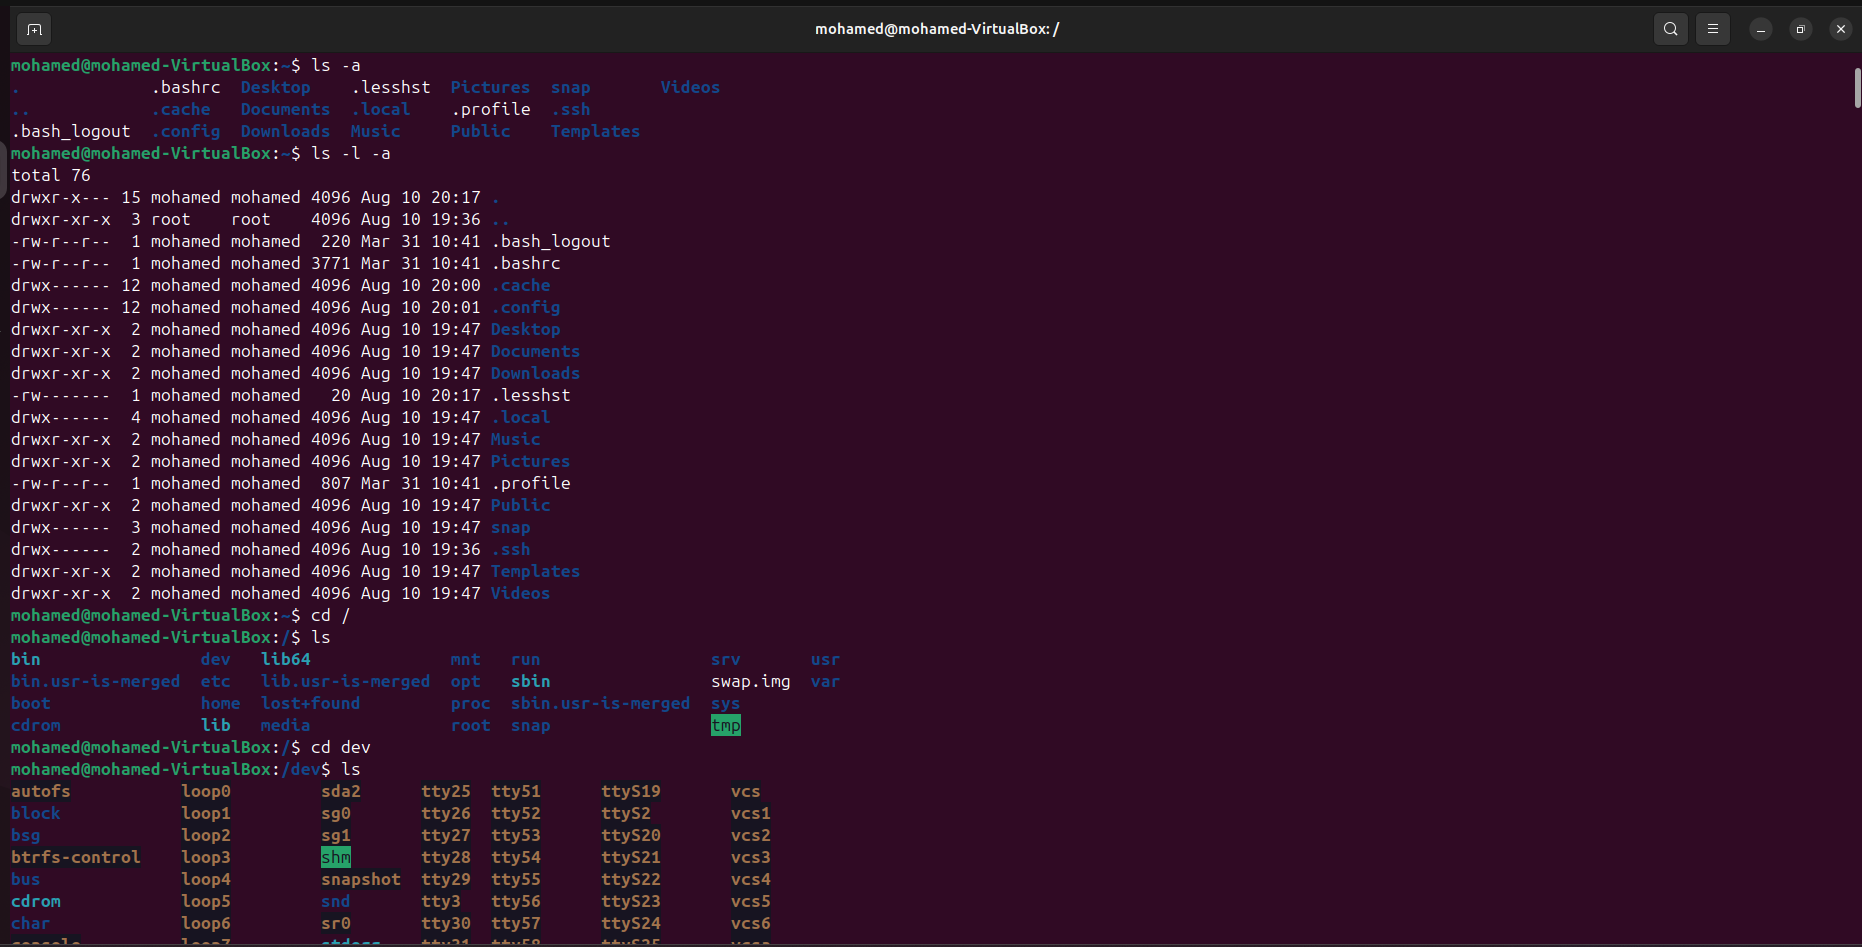 mohamed@mohamed-VirtualBox: /
mohamed@mohamed-VirtualBox:~$ ls -a
.             .bashrc  Desktop    .lesshst  Pictures  snap       Videos
..            .cache   Documents  .local    .profile  .ssh
.bash_logout  .config  Downloads  Music     Public    Templates
mohamed@mohamed-VirtualBox:~$ ls -l -a
total 76
drwxr-x--- 15 mohamed mohamed 4096 Aug 10 20:17 .
drwxr-xr-x  3 root    root    4096 Aug 10 19:36 ..
-rw-r--r--  1 mohamed mohamed  220 Mar 31 10:41 .bash_logout
-rw-r--r--  1 mohamed mohamed 3771 Mar 31 10:41 .bashrc
drwx------ 12 mohamed mohamed 4096 Aug 10 20:00 .cache
drwx------ 12 mohamed mohamed 4096 Aug 10 20:01 .config
drwxr-xr-x  2 mohamed mohamed 4096 Aug 10 19:47 Desktop
drwxr-xr-x  2 mohamed mohamed 4096 Aug 10 19:47 Documents
drwxr-xr-x  2 mohamed mohamed 4096 Aug 10 19:47 Downloads
-rw-------  1 mohamed mohamed   20 Aug 10 20:17 .lesshst
drwx------  4 mohamed mohamed 4096 Aug 10 19:47 .local
drwxr-xr-x  2 mohamed mohamed 4096 Aug 10 19:47 Music
drwxr-xr-x  2 mohamed mohamed 4096 Aug 10 19:47 Pictures
-rw-r--r--  1 mohamed mohamed  807 Mar 31 10:41 .profile
drwxr-xr-x  2 mohamed mohamed 4096 Aug 10 19:47 Public
drwx------  3 mohamed mohamed 4096 Aug 10 19:47 snap
drwx------  2 mohamed mohamed 4096 Aug 10 19:36 .ssh
drwxr-xr-x  2 mohamed mohamed 4096 Aug 10 19:47 Templates
drwxr-xr-x  2 mohamed mohamed 4096 Aug 10 19:47 Videos
mohamed@mohamed-VirtualBox:~$ cd /
mohamed@mohamed-VirtualBox:/$ ls
bin                dev   lib64              mnt   run                 srv       usr
bin.usr-is-merged  etc   lib.usr-is-merged  opt   sbin                swap.img  var
boot               home  lost+found         proc  sbin.usr-is-merged  sys
cdrom              lib   media              root  snap                tmp
mohamed@mohamed-VirtualBox:/$ cd dev
mohamed@mohamed-VirtualBox:/dev$ ls
autofs           loop0         sda2      tty25  tty51      ttyS19       vcs
block            loop1         sg0       tty26  tty52      ttyS2        vcs1
bsg              loop2         sg1       tty27  tty53      ttyS20       vcs2
btrfs-control    loop3         shm       tty28  tty54      ttyS21       vcs3
bus              loop4         snapshot  tty29  tty55      ttyS22       vcs4
cdrom            loop5         snd       tty3   tty56      ttyS23       vcs5
char             loop6         sr0       tty30  tty57      ttyS24       vcs6